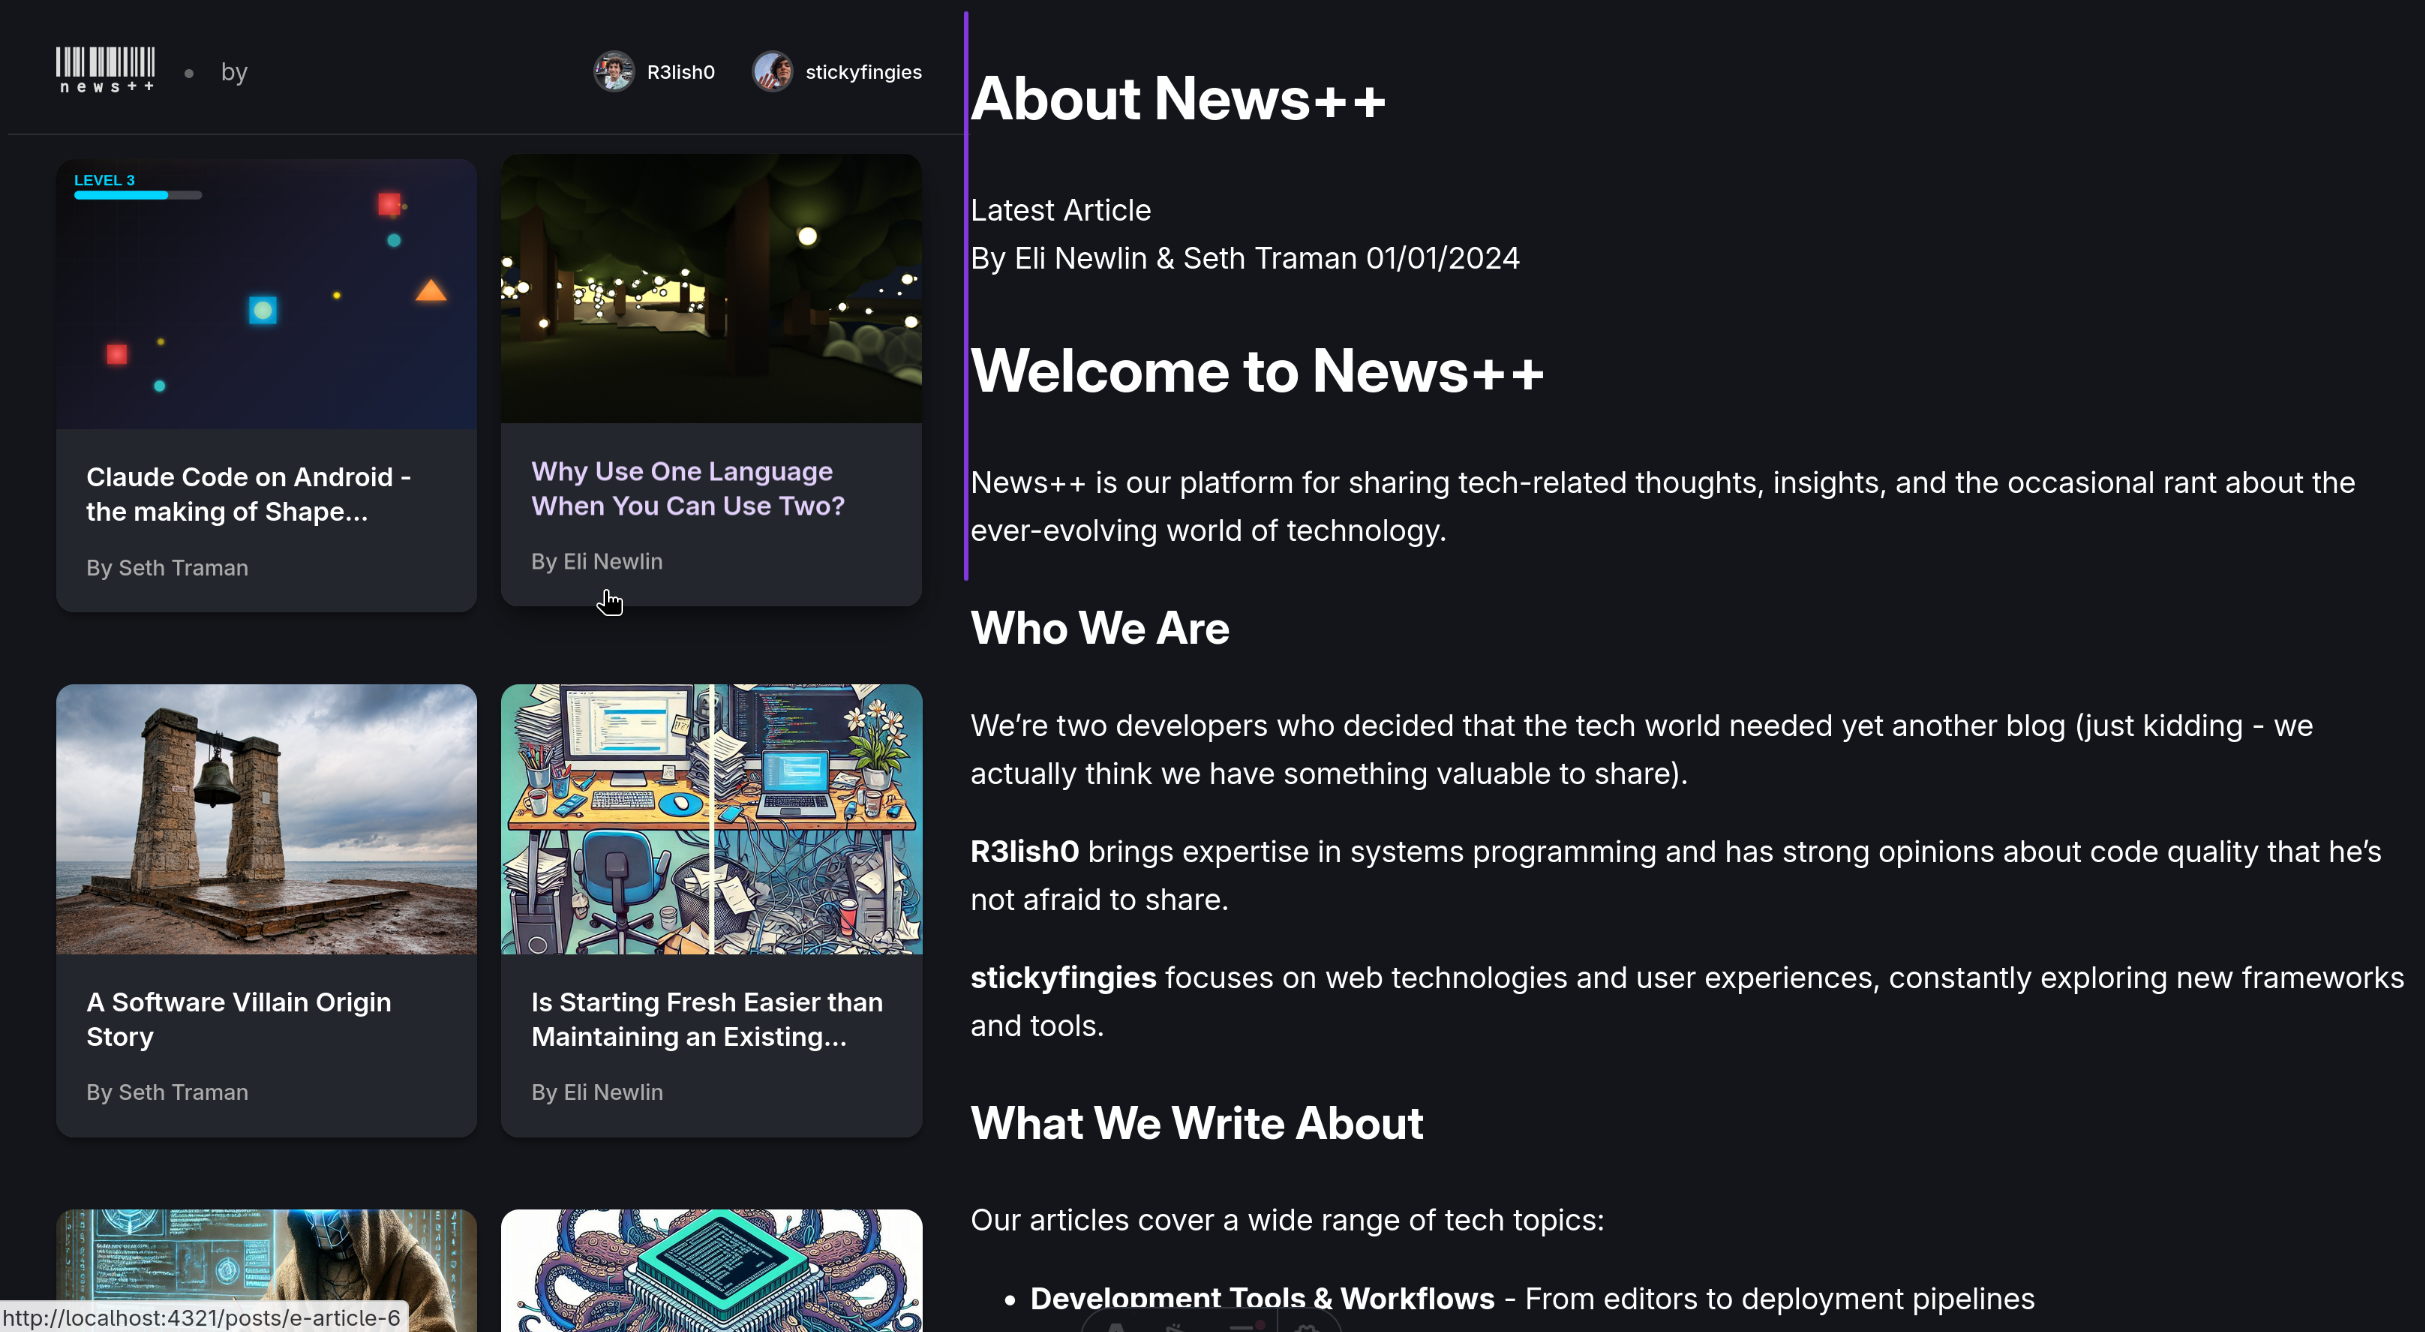 news++
by
R3lish0
stickyfingies
LEVEL 3
Claude Code on Android -
the making of Shape...
By Seth Traman
Why Use One Language
When You Can Use Two?
By Eli Newlin
A Software Villain Origin
Story
By Seth Traman
Is Starting Fresh Easier than
Maintaining an Existing...
By Eli Newlin
http://localhost:4321/posts/e-article-6
About News++
Latest Article
By Eli Newlin & Seth Traman 01/01/2024
Welcome to News++
News++ is our platform for sharing tech-related thoughts, insights, and the occasional rant about the
ever-evolving world of technology.
Who We Are
We’re two developers who decided that the tech world needed yet another blog (just kidding - we
actually think we have something valuable to share).
R3lish0 brings expertise in systems programming and has strong opinions about code quality that he’s
not afraid to share.
stickyfingies focuses on web technologies and user experiences, constantly exploring new frameworks
and tools.
What We Write About
Our articles cover a wide range of tech topics:
• Development Tools & Workflows - From editors to deployment pipelines